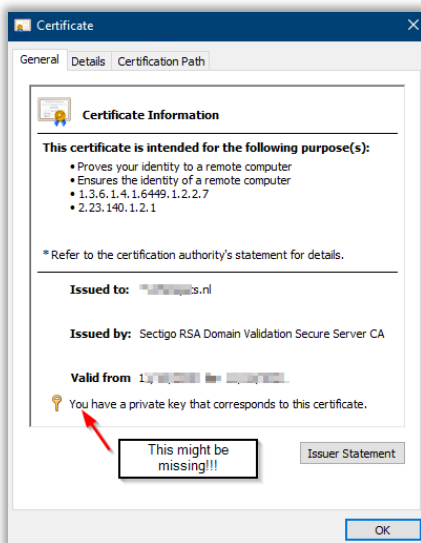 Certificate
General Details Certification Path
Certificate Information
This certificate is intended for the following purpose(s):
• Proves your identity to a remote computer
• Ensures the identity of a remote computer
• 1.3.6.1.4.1.6449.1.2.2.7
• 2.23.140.1.2.1
* Refer to the certification authority's statement for details.
Issued to: s.nl
Issued by: Sectigo RSA Domain Validation Secure Server CA
Valid from
You have a private key that corresponds to this certificate.
This might be
missing!!!
Issuer Statement
OK